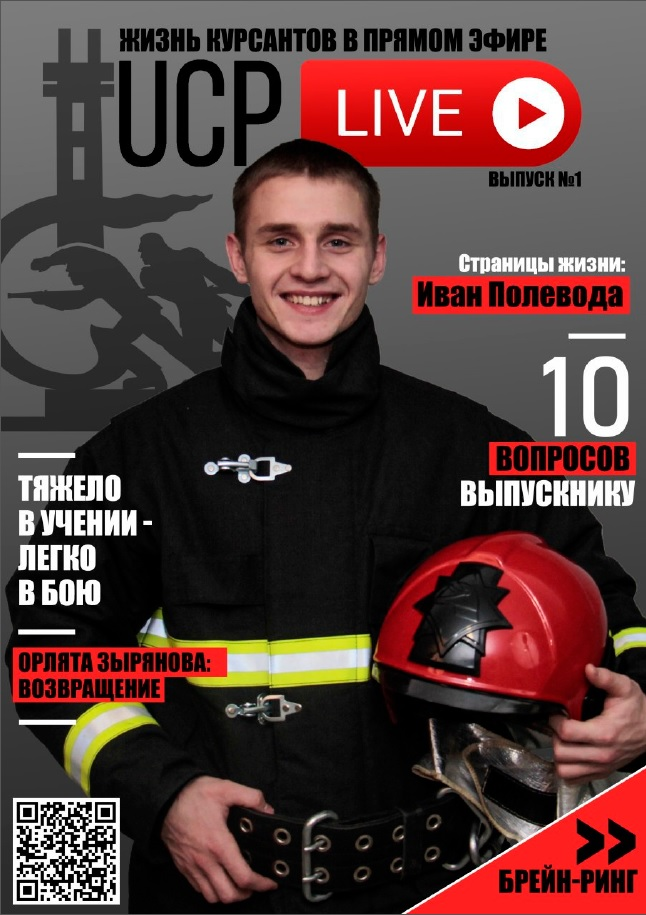 ЖИЗНЬ КУРСАНТОВ В ПРЯМОМ ЭФИРЕ
UCP LIVE
ВЫПУСК №1
Страницы жизни:
Иван Полевода
10
ВОПРОСОВ
ВЫПУСКНИКУ
ТЯЖЕЛО
В УЧЕНИИ -
ЛЕГКО
В БОЮ
ОРЛЯТА ЗЫРЯНОВА:
ВОЗВРАЩЕНИЕ
>>
БРЕЙН-РИНГ